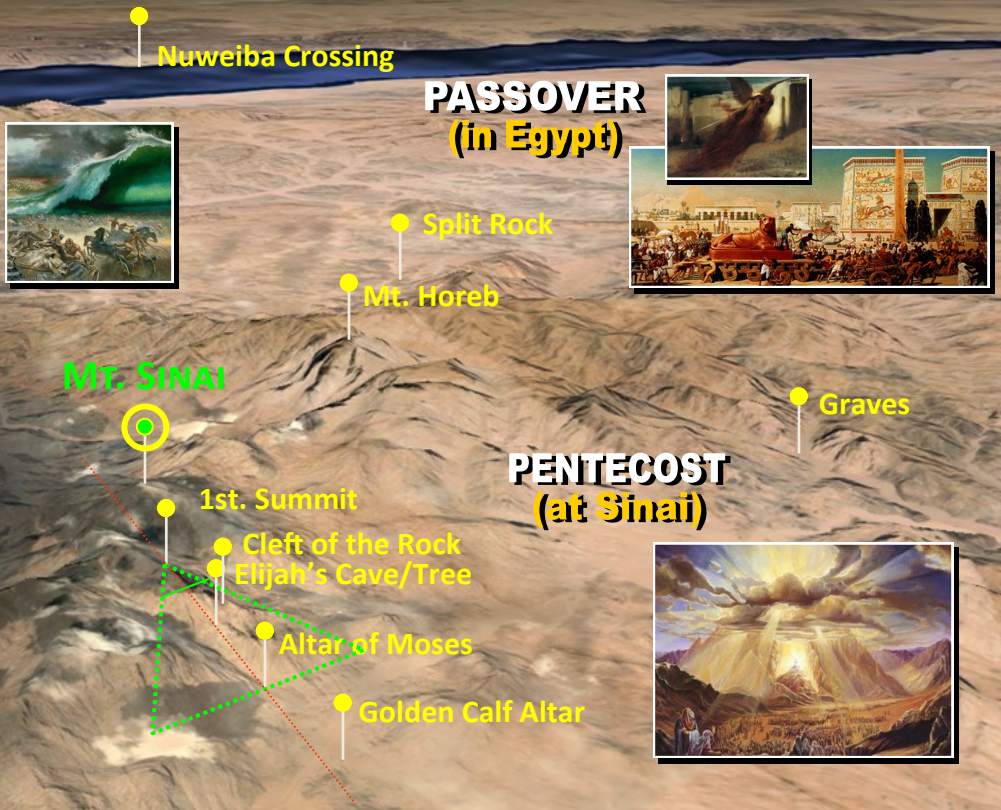 Nuweiba Crossing
PASSOVER
(in Egypt)
Split Rock
Mt. Horeb
Mt. Sinai
Graves
PENTECOST
(at Sinai)
1st. Summit
Cleft of the Rock
Elijah's Cave/Tree
Altar of Moses
Golden Calf Altar